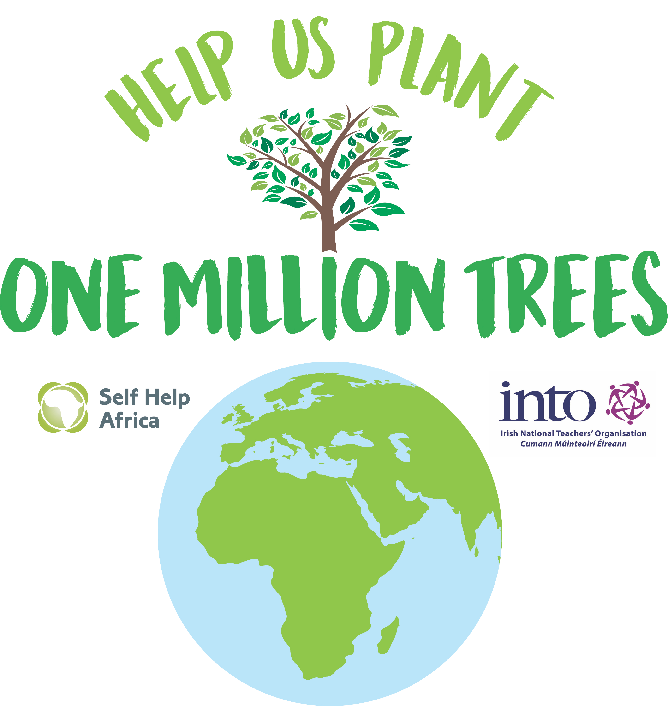 HELP US PLANT
ONE MILLION TREES
Self Help
Africa
into
Irish National Teachers' Organisation
Cumann Múinteoirí Éireann